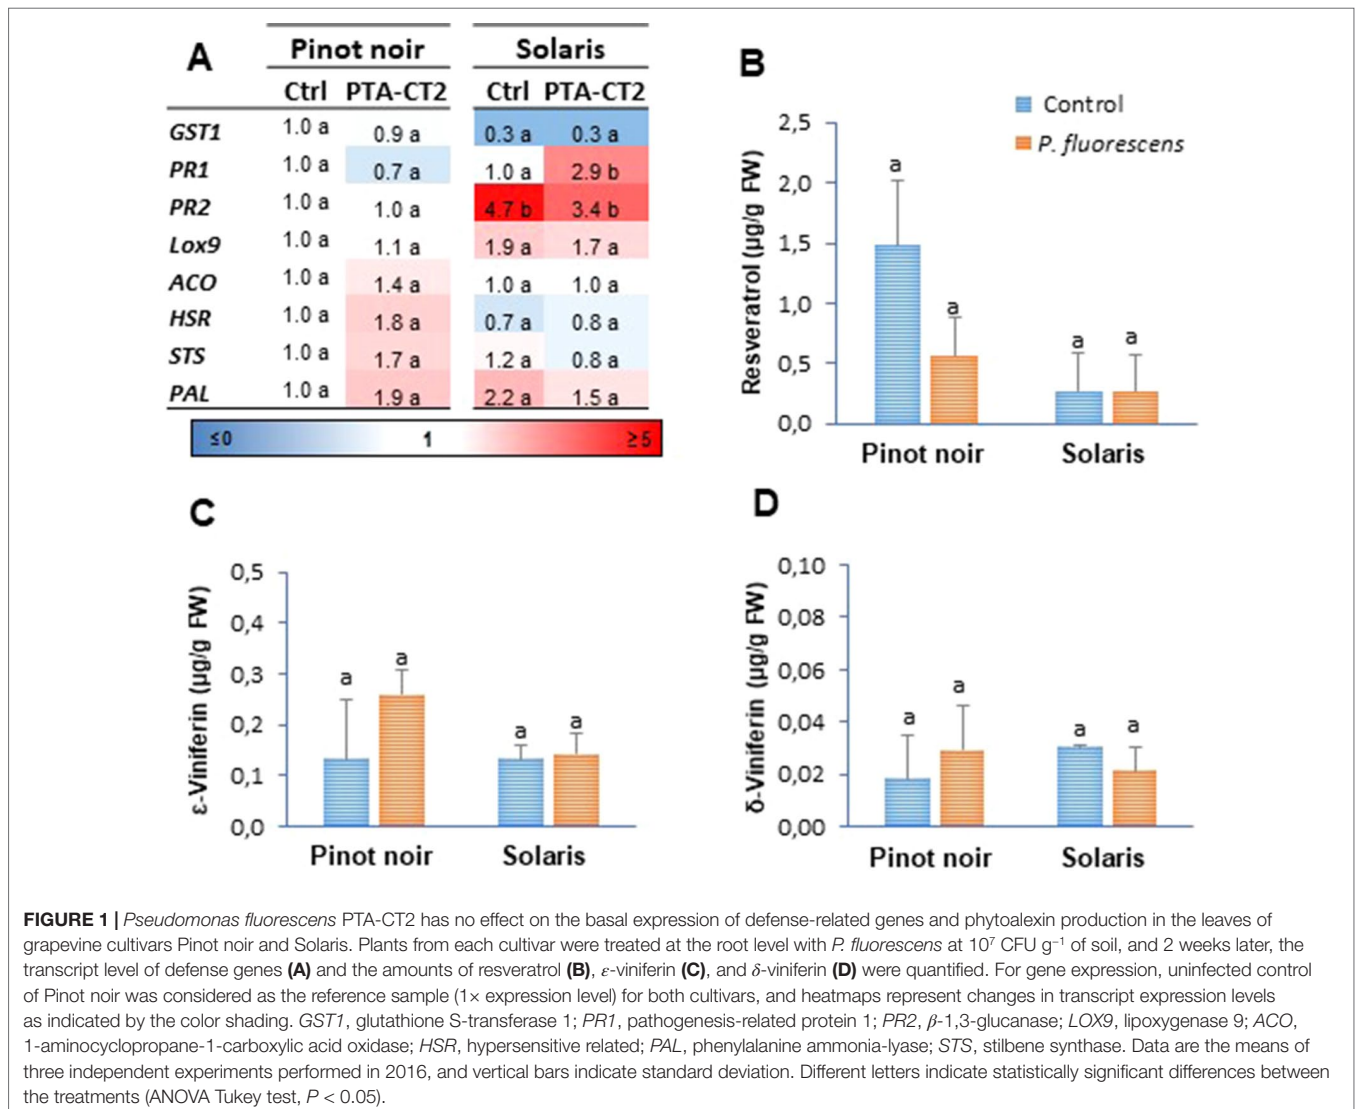 A
Pinot noir Solaris
Ctrl PTA-CT2 Ctrl PTA-CT2
GST1 1.0 a 0.9 a 0.3 a 0.3 a
PR1 1.0 a 0.7 a 1.0 a 2.9 b
PR2 1.0 a 1.0 a 4.7 b 3.4 b
Lox9 1.0 a 1.1 a 1.9 a 1.7 a
ACO 1.0 a 1.4 a 1.0 a 1.0 a
HSR 1.0 a 1.8 a 0.7 a 0.8 a
STS 1.0 a 1.7 a 1.2 a 0.8 a
PAL 1.0 a 1.9 a 2.2 a 1.5 a
≤0 1 ≥5
B
Control
P. fluorescens
Resveratrol (µg/g FW)
2,5
2,0
1,5
1,0
0,5
0,0
a a a a
Pinot noir Solaris
C
ε-Viniferin (µg/g FW)
0,5
0,4
0,3
0,2
0,1
0,0
a a a a
Pinot noir Solaris
D
δ-Viniferin (µg/g FW)
0,10
0,08
0,06
0,04
0,02
0,00
a a a a
Pinot noir Solaris
FIGURE 1 | Pseudomonas fluorescens PTA-CT2 has no effect on the basal expression of defense-related genes and phytoalexin production in the leaves of
grapevine cultivars Pinot noir and Solaris. Plants from each cultivar were treated at the root level with P. fluorescens at 10⁷ CFU g⁻¹ of soil, and 2 weeks later, the
transcript level of defense genes (A) and the amounts of resveratrol (B), ε-viniferin (C), and δ-viniferin (D) were quantified. For gene expression, uninfected control
of Pinot noir was considered as the reference sample (1× expression level) for both cultivars, and heatmaps represent changes in transcript expression levels
as indicated by the color shading. GST1, glutathione S-transferase 1; PR1, pathogenesis-related protein 1; PR2, β-1,3-glucanase; LOX9, lipoxygenase 9; ACO,
1-aminocyclopropane-1-carboxylic acid oxidase; HSR, hypersensitive related; PAL, phenylalanine ammonia-lyase; STS, stilbene synthase. Data are the means of
three independent experiments performed in 2016, and vertical bars indicate standard deviation. Different letters indicate statistically significant differences between
the treatments (ANOVA Tukey test, P < 0.05).